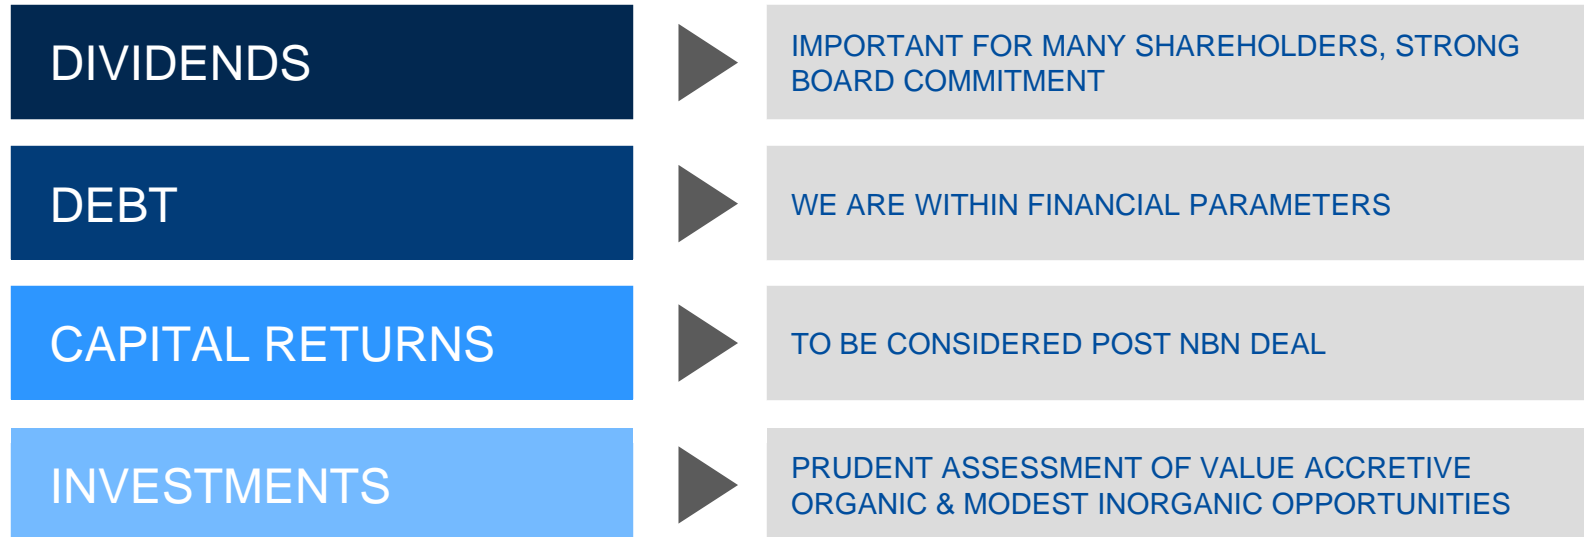 DIVIDENDS
IMPORTANT FOR MANY SHAREHOLDERS, STRONG
BOARD COMMITMENT
DEBT
WE ARE WITHIN FINANCIAL PARAMETERS
CAPITAL RETURNS
TO BE CONSIDERED POST NBN DEAL
INVESTMENTS
PRUDENT ASSESSMENT OF VALUE ACCRETIVE
ORGANIC & MODEST INORGANIC OPPORTUNITIES